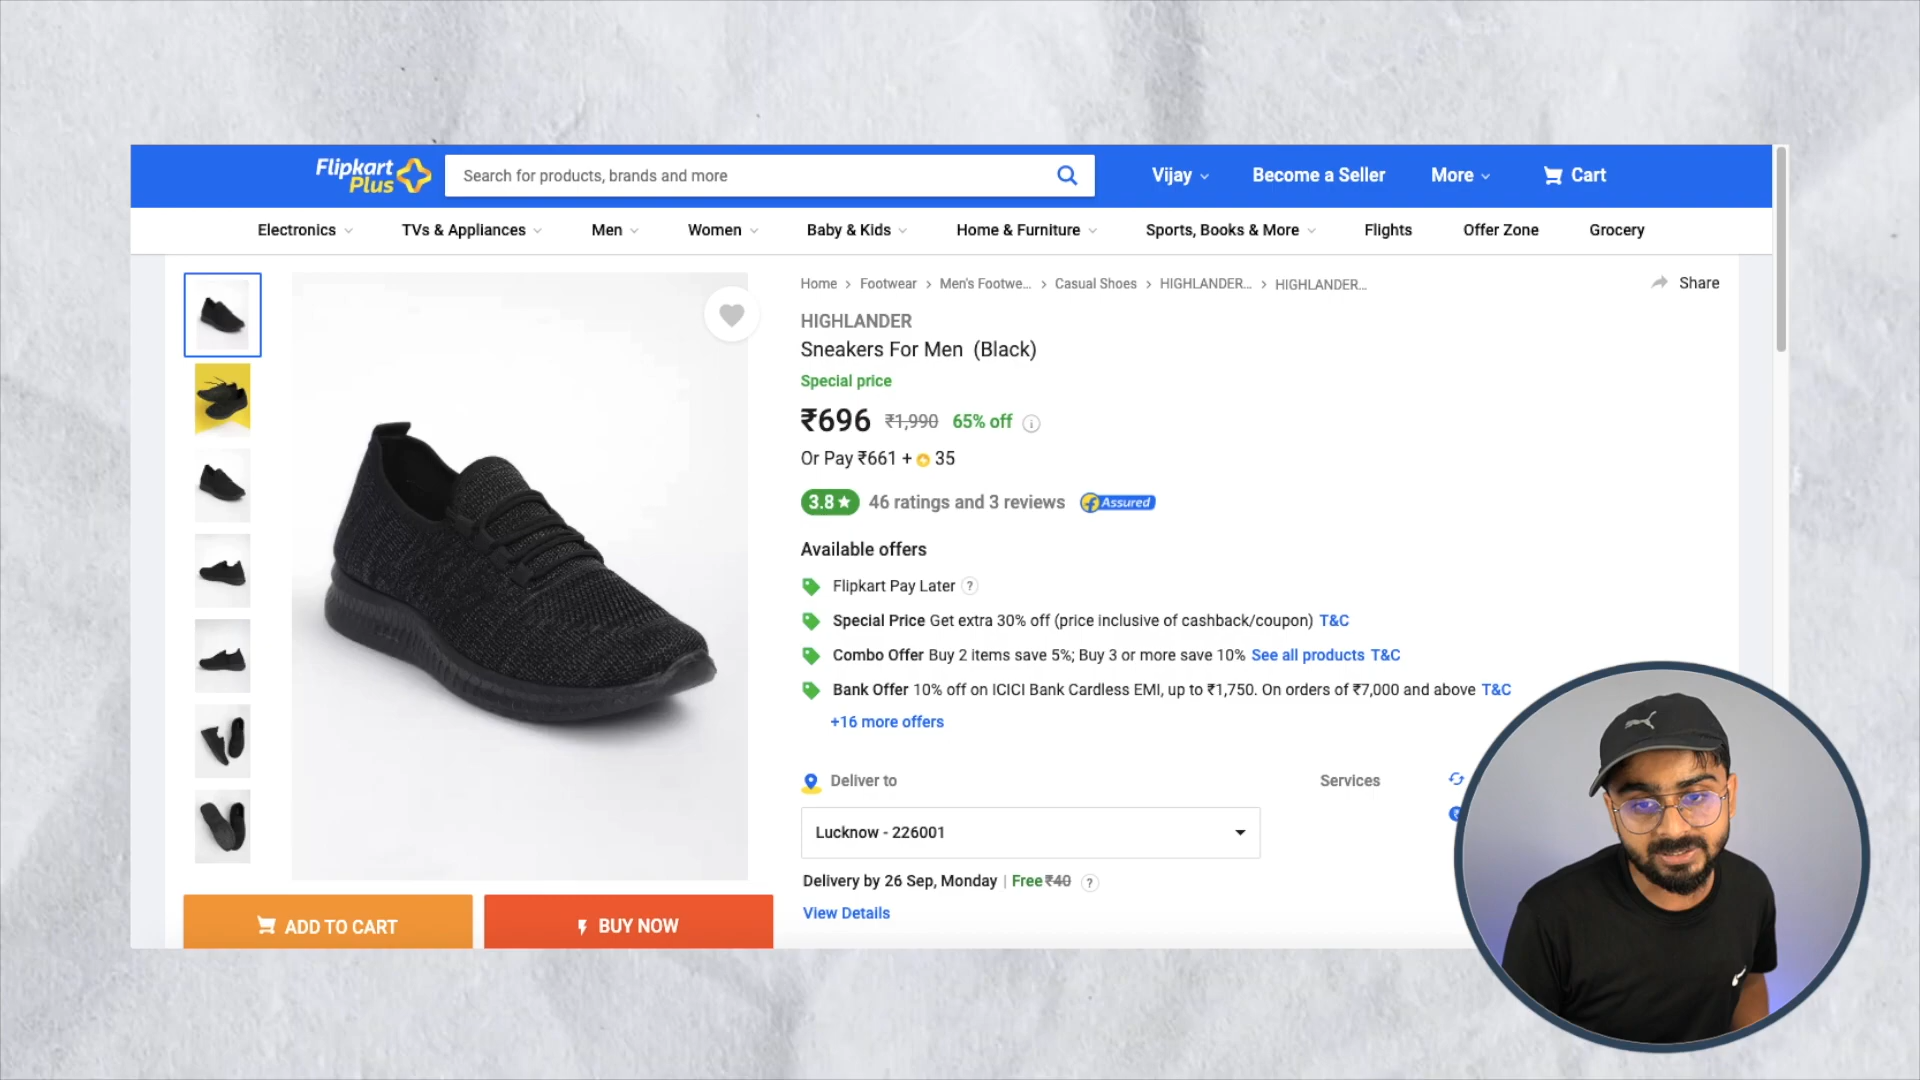 Flipkart
Plus
Search for products, brands and more
Vijay
Become a Seller
More
Cart
Electronics
TVs & Appliances
Men
Women
Baby & Kids
Home & Furniture
Sports, Books & More
Flights
Offer Zone
Grocery
Home > Footwear > Men's Footwe... > Casual Shoes > HIGHLANDER... > HIGHLANDER...
Share
HIGHLANDER
Sneakers For Men (Black)
Special price
₹696 ₹1,990 65% off
Or Pay ₹661 + 35
3.8★ 46 ratings and 3 reviews Assured
Available offers
Flipkart Pay Later ?
Special Price Get extra 30% off (price inclusive of cashback/coupon) T&C
Combo Offer Buy 2 items save 5%; Buy 3 or more save 10% See all products T&C
Bank Offer 10% off on ICICI Bank Cardless EMI, up to ₹1,750. On orders of ₹7,000 and above T&C
+16 more offers
Deliver to
Services
Lucknow - 226001
Delivery by 26 Sep, Monday | Free ₹40 ?
View Details
ADD TO CART
BUY NOW